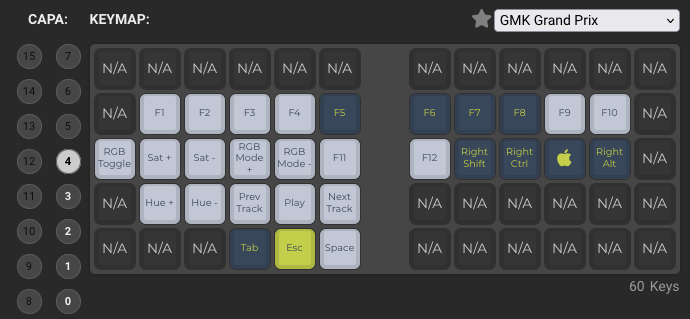 CAPA: KEYMAP: GMK Grand Prix
15 7 N/A N/A N/A N/A N/A N/A N/A N/A N/A N/A N/A N/A
14 6
13 5 N/A F1 F2 F3 F4 F5 F6 F7 F8 F9 F10 N/A
12 4 RGB Toggle Sat + Sat - RGB Mode + RGB Mode - F11 F12 Right Shift Right Ctrl Right Alt N/A
11 3 N/A Hue + Hue - Prev Track Play Next Track N/A N/A N/A N/A N/A N/A
10 2
9 1 N/A N/A N/A Tab Esc Space N/A N/A N/A N/A N/A N/A
8 0
60 Keys